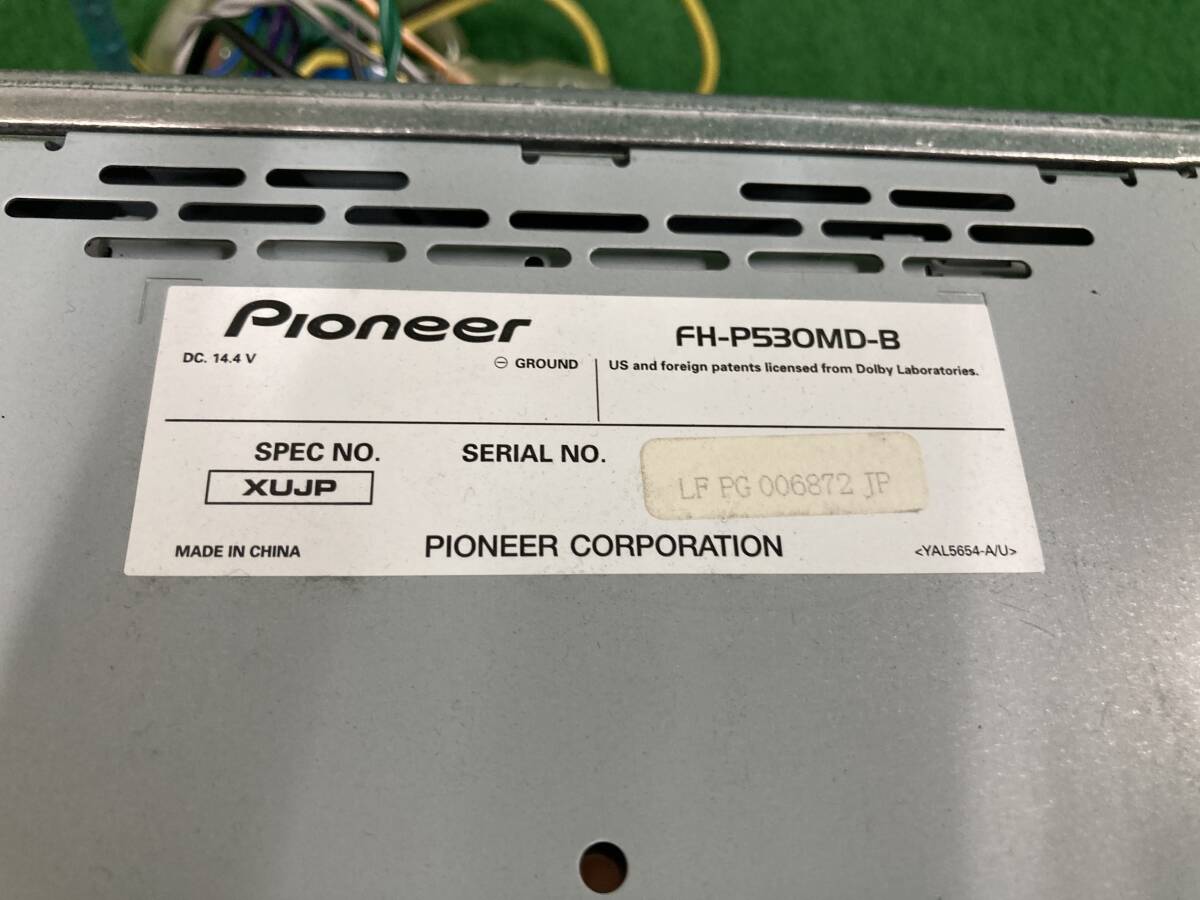 Pioneer
FH-P530MD-B
DC. 14.4 V
⊖ GROUND
US and foreign patents licensed from Dolby Laboratories.
SPEC NO.
XUJP
SERIAL NO.
LF PG 006872 JP
MADE IN CHINA
PIONEER CORPORATION
<YAL5654-A/U>